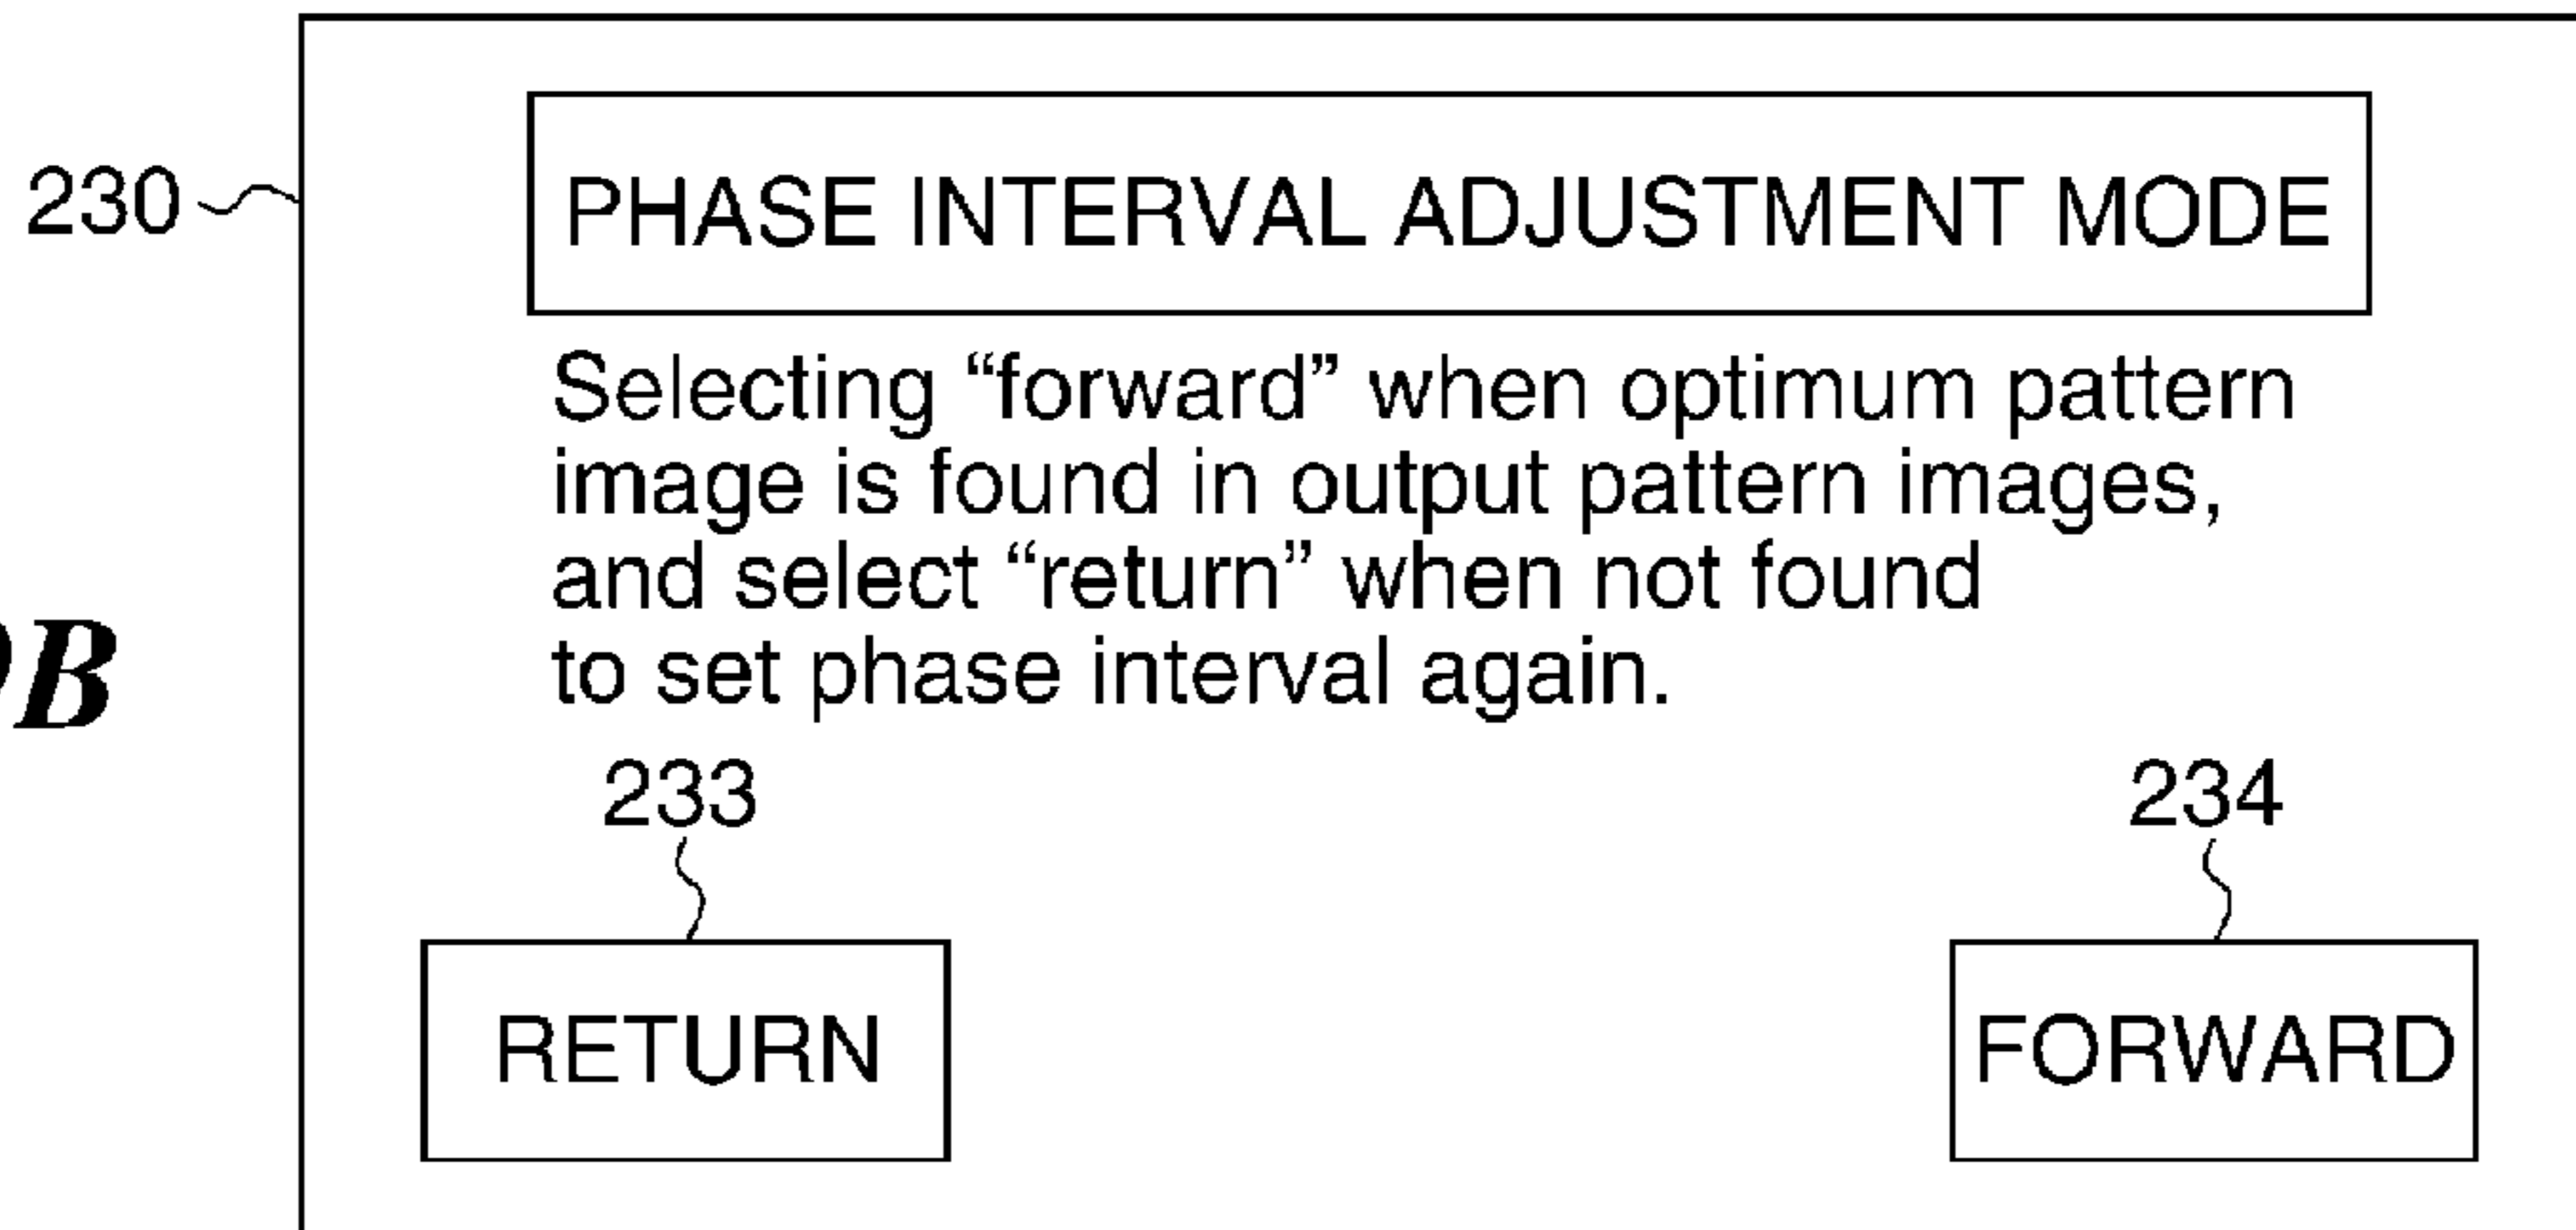 230
PHASE INTERVAL ADJUSTMENT MODE
Selecting “forward” when optimum pattern
image is found in output pattern images,
and select “return” when not found
to set phase interval again.
B
233
234
RETURN
FORWARD